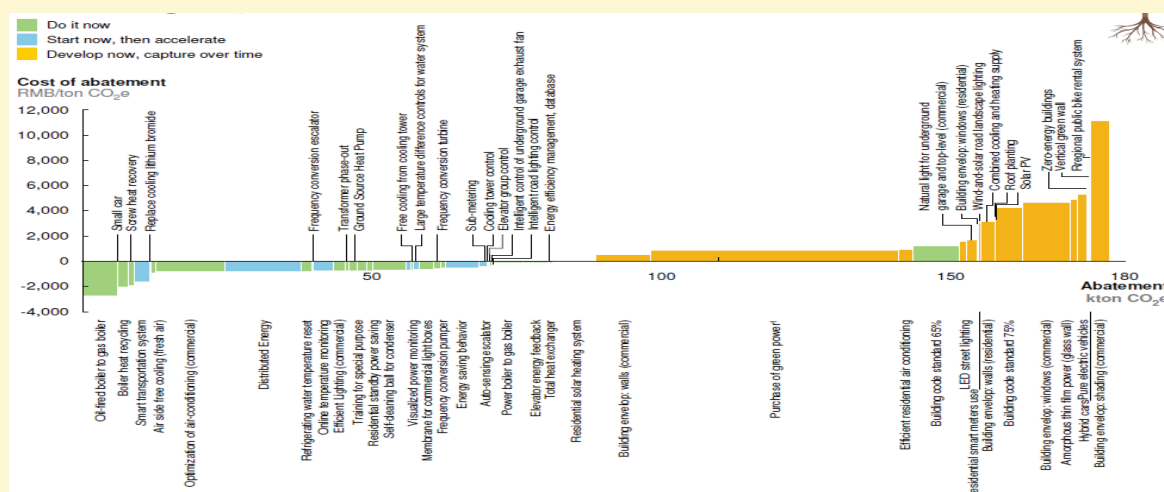 Do it now
Start now, then accelerate
Develop now, capture over time
Cost of abatement
RMB/ton CO2e
12,000
10,000
8,000
6,000
4,000
2,000
0
-2,000
-4,000
Small car
Screw heat recovery
Replace cooling lithium bromide
Frequency conversion escalator
Transformer phase-out
Ground Source Heat Pump
Free cooling from cooling tower
Large temperature difference controls for water system
Frequency conversion turbine
Sub-metering
Cooling tower control
Elevator group control
Intelligent control of underground garage exhaust fan
Intelligent road lighting control
Energy efficiency management, database
Natural light for underground
garage and top-level (commercial)
Building envelop: windows (residential)
Wind-and-solar road landscape lighting
Combined cooling and heating supply
Roof planting
Solar PV
Zero-energy buildings
Vertical green wall
Rregional public bike rental system
50
100
150
180
Abatement
kton CO2e
Oil-fired boiler to gas boiler
Boiler heat recycling
Smart transportation system
Air side free cooling (fresh air)
Optimization of air-conditioning (commercial)
Distributed Energy
Refrigerating water temperature reset
Online temperature monitoring
Efficient Lighting (commercial)
Training for special purpose
Residential standby power saving
Self-cleaning ball for condenser
Visualized power monitoring
Membrane for commercial light boxes
Frequency conversion pumper
Energy saving behavior
Auto-sensing escalator
Power boiler to gas boiler
Elevator energy feedback
Total heat exchanger
Residential solar heating system
Building envelop: walls (commercial)
Purchase of green power¹
Efficient residential air conditioning
Building code standard 65%
LED street lighting
esidential smart meters use
Building envelop: walls (residential)
Building code standard 75%
Building envelop: windows (commercial)
Amorphous thin film power (glass wall)
Hybrid cars
Pure electric vehicles
Building envelop: shading (commercial)